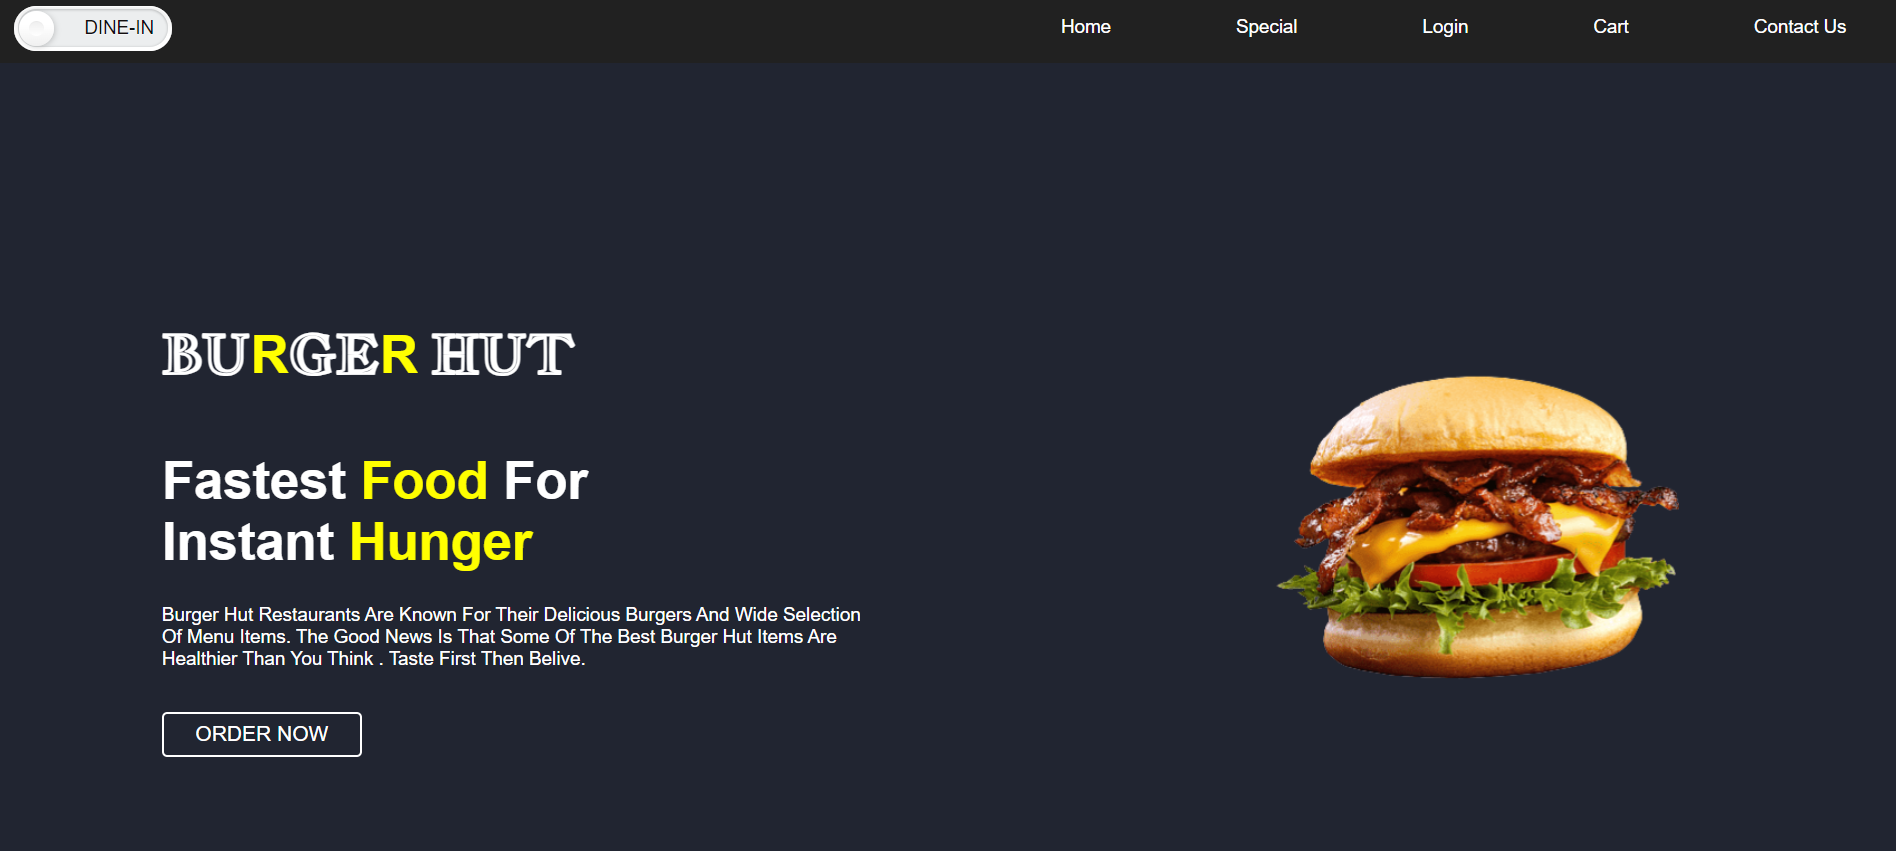 DINE-IN
Home
Special
Login
Cart
Contact Us
BURGER HUT
Fastest Food For
Instant Hunger
Burger Hut Restaurants Are Known For Their Delicious Burgers And Wide Selection
Of Menu Items. The Good News Is That Some Of The Best Burger Hut Items Are
Healthier Than You Think . Taste First Then Belive.
ORDER NOW